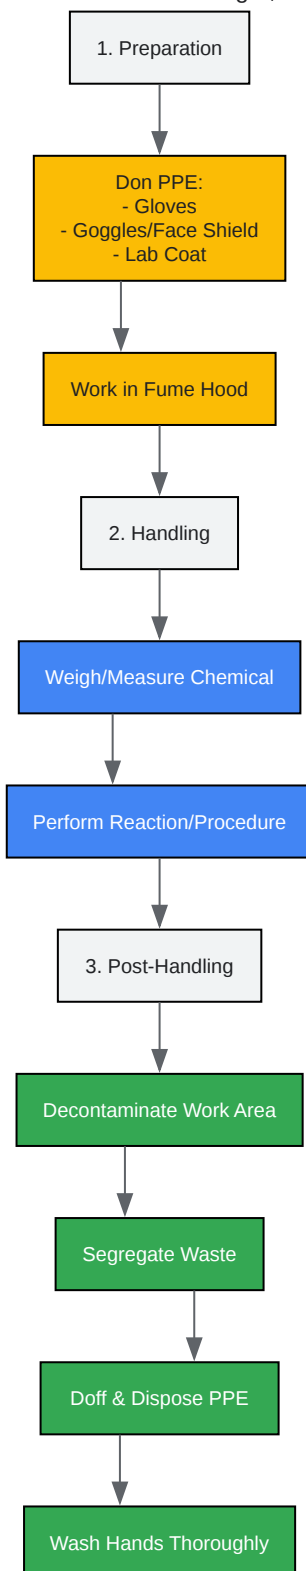 1. Preparation
Don PPE:
- Gloves
- Goggles/Face Shield
- Lab Coat
Work in Fume Hood
2. Handling
Weigh/Measure Chemical
Perform Reaction/Procedure
3. Post-Handling
Decontaminate Work Area
Segregate Waste
Doff & Dispose PPE
Wash Hands Thoroughly